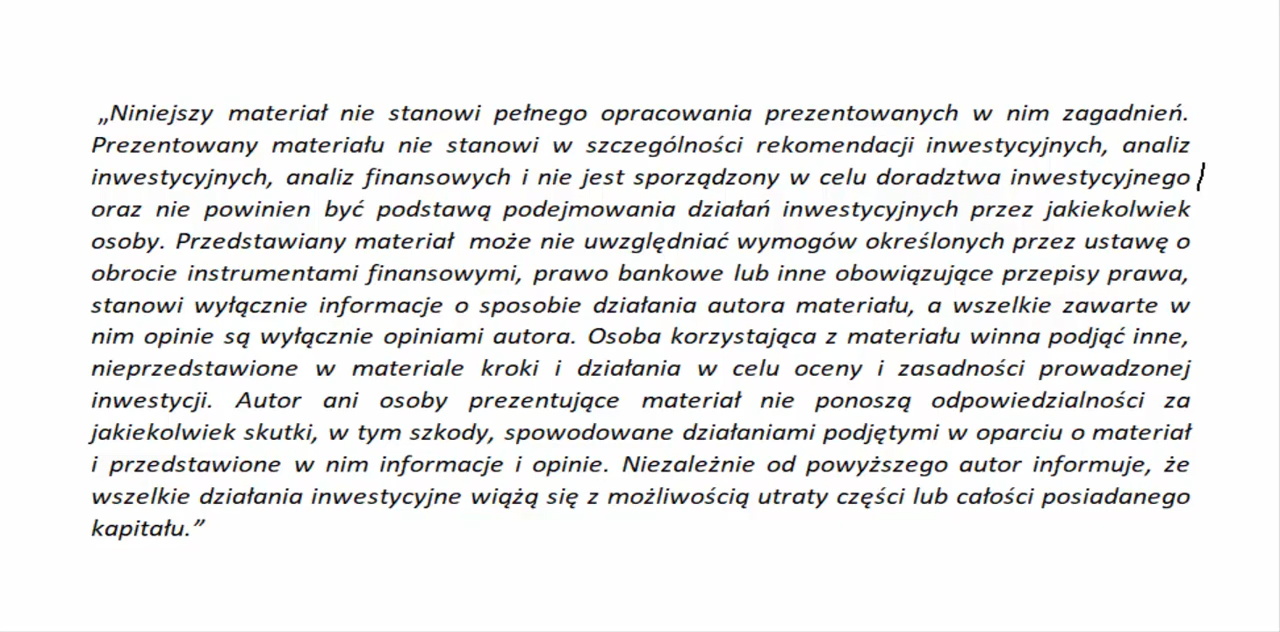 „Niniejszy materiał nie stanowi pełnego opracowania prezentowanych w nim zagadnień.
Prezentowany materiału nie stanowi w szczególności rekomendacji inwestycyjnych, analiz
inwestycyjnych, analiz finansowych i nie jest sporządzony w celu doradztwa inwestycyjnego
oraz nie powinien być podstawą podejmowania działań inwestycyjnych przez jakiekolwiek
osoby. Przedstawiany materiał może nie uwzględniać wymogów określonych przez ustawę o
obrocie instrumentami finansowymi, prawo bankowe lub inne obowiązujące przepisy prawa,
stanowi wyłącznie informacje o sposobie działania autora materiału, a wszelkie zawarte w
nim opinie są wyłącznie opiniami autora. Osoba korzystająca z materiału winna podjąć inne,
nieprzedstawione w materiale kroki i działania w celu oceny i zasadności prowadzonej
inwestycji. Autor ani osoby prezentujące materiał nie ponoszą odpowiedzialności za
jakiekolwiek skutki, w tym szkody, spowodowane działaniami podjętymi w oparciu o materiał
i przedstawione w nim informacje i opinie. Niezależnie od powyższego autor informuje, że
wszelkie działania inwestycyjne wiążą się z możliwością utraty części lub całości posiadanego
kapitału.”